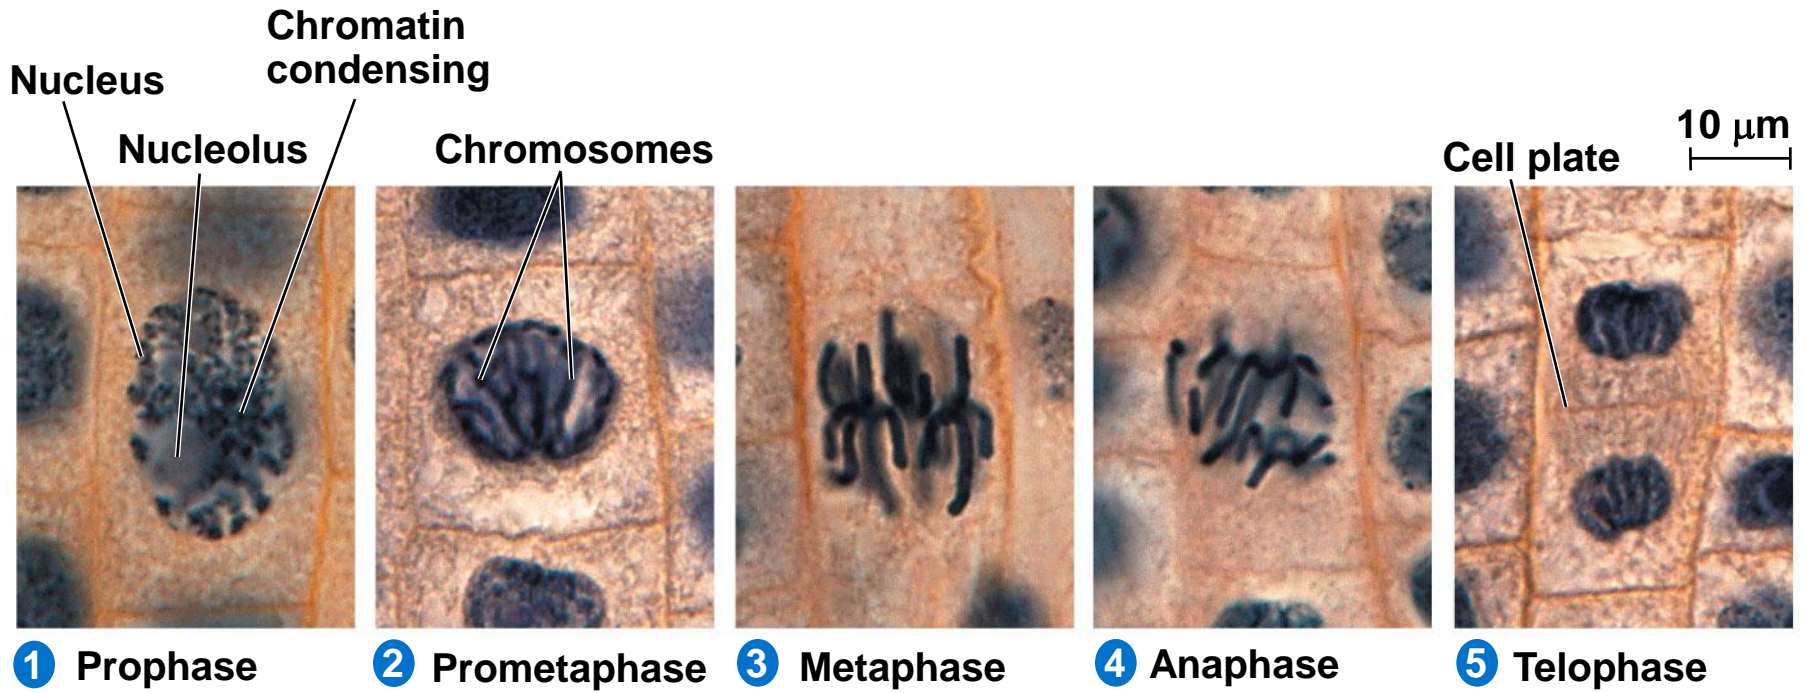 Chromatin
condensing
Nucleus
Nucleolus
Chromosomes
10 μm
Cell plate
1 Prophase
2 Prometaphase
3 Metaphase
4 Anaphase
5 Telophase